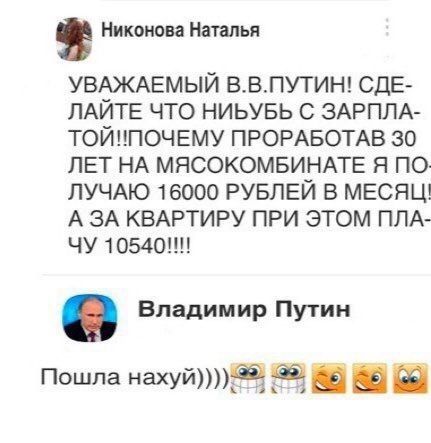 Никонова Наталья
УВАЖАЕМЫЙ В.В.ПУТИН! СДЕ-
ЛАЙТЕ ЧТО НИЬУБЬ С ЗАРПЛА-
ТОЙ!!ПОЧЕМУ ПРОРАБОТАВ 30
ЛЕТ НА МЯСОКОМБИНАТЕ Я ПО-
ЛУЧАЮ 16000 РУБЛЕЙ В МЕСЯЦ!
А ЗА КВАРТИРУ ПРИ ЭТОМ ПЛА-
ЧУ 10540!!!!
Владимир Путин
Пошла нахуй))))